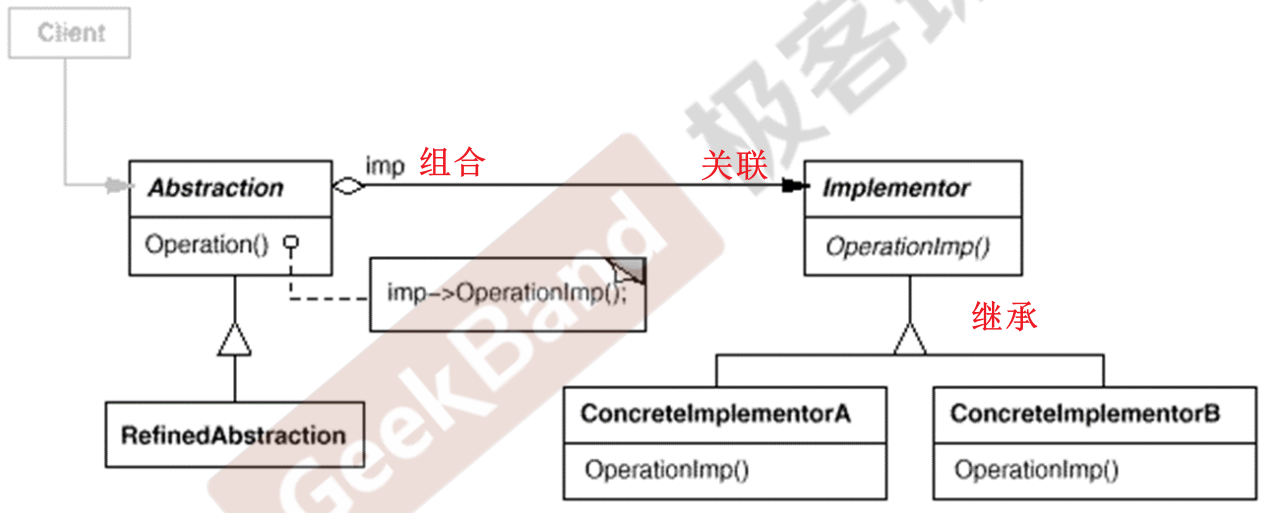 Client
imp 组合
关联
Abstraction
Implementor
Operation()
OperationImp()
imp->OperationImp();
继承
RefinedAbstraction
ConcreteImplementorA
ConcreteImplementorB
OperationImp()
OperationImp()
GeekBand
极客